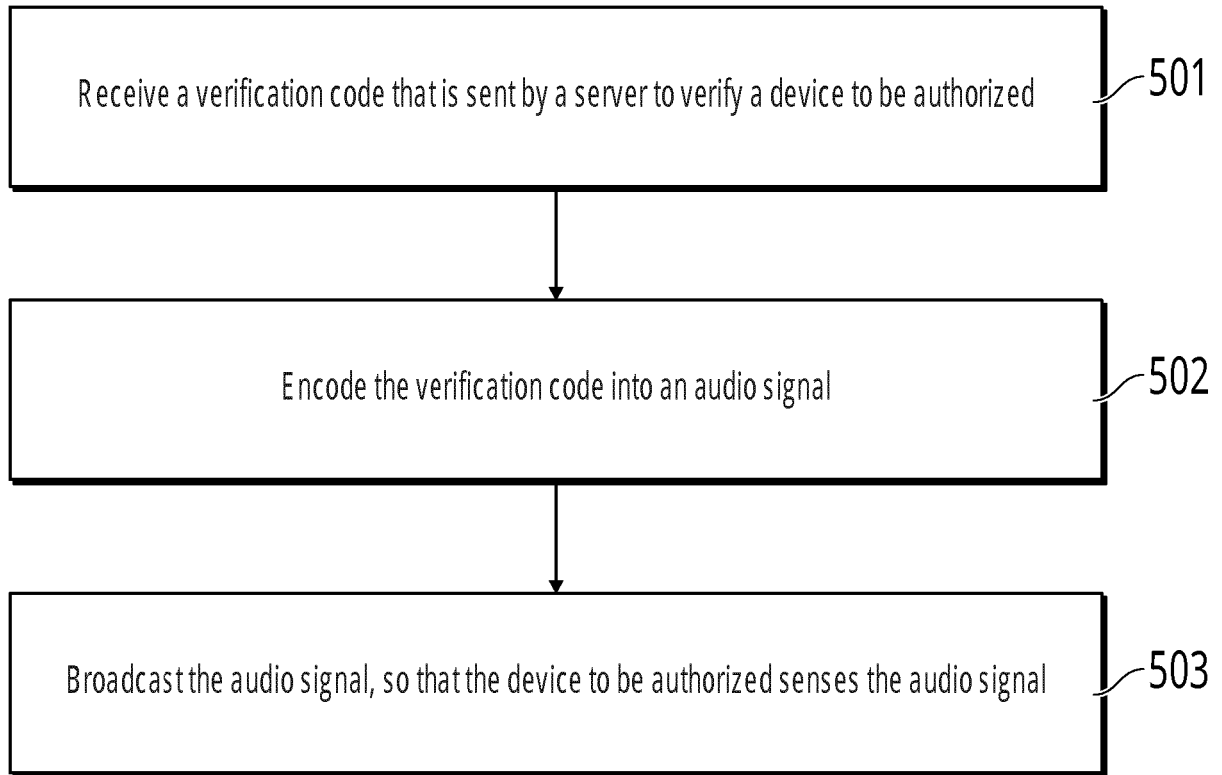 Receive a verification code that is sent by a server to verify a device to be authorized
501
Encode the verification code into an audio signal
502
Broadcast the audio signal, so that the device to be authorized senses the audio signal
503